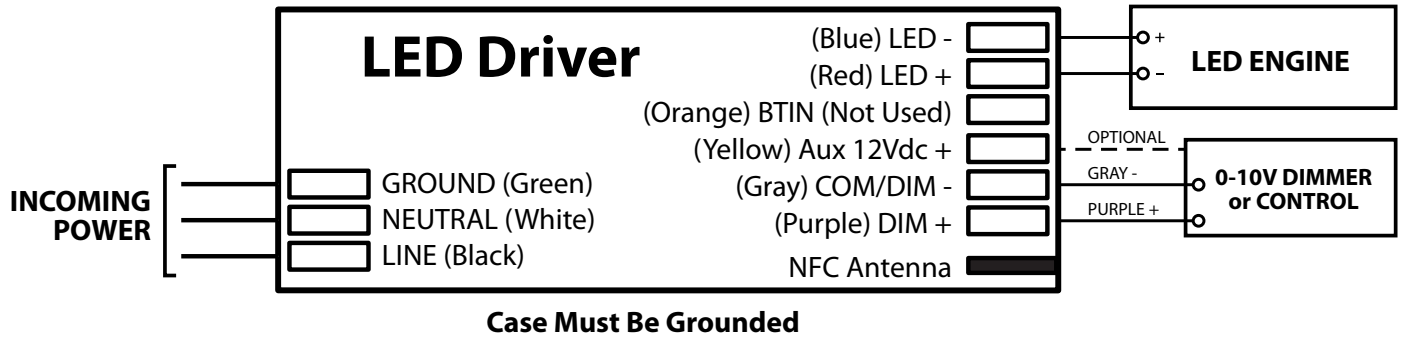 LED Driver
(Blue) LED -
(Red) LED +
(Orange) BTIN (Not Used)
(Yellow) Aux 12Vdc +
(Gray) COM/DIM -
(Purple) DIM +
NFC Antenna
INCOMING
POWER
GROUND (Green)
NEUTRAL (White)
LINE (Black)
+
-
LED ENGINE
OPTIONAL
GRAY -
PURPLE +
0-10V DIMMER
or CONTROL
Case Must Be Grounded